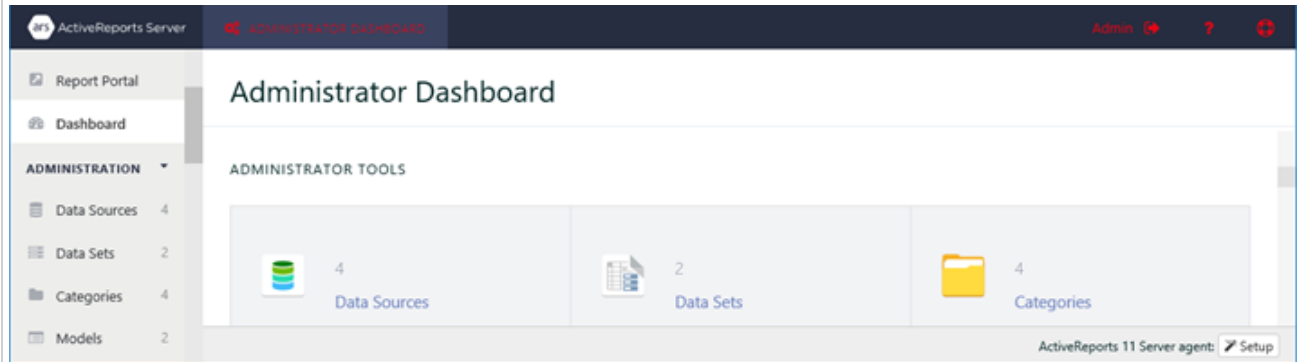 ars ActiveReports Server
ADMINISTRATOR DASHBOARD
Admin
?
Report Portal
Dashboard
ADMINISTRATION
Data Sources 4
Data Sets 2
Categories 4
Models 2
Administrator Dashboard
ADMINISTRATOR TOOLS
4
Data Sources
2
Data Sets
4
Categories
ActiveReports 11 Server agent: Setup